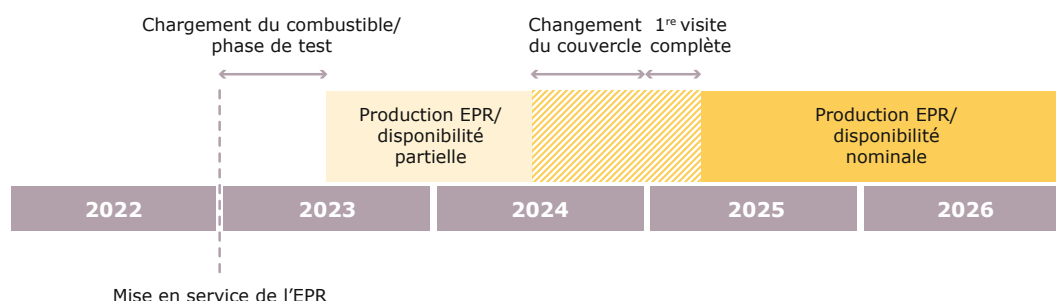 Chargement du combustible/
phase de test
Changement
du couvercle
1re visite
complète
Production EPR/
disponibilité
partielle
Production EPR/
disponibilité
nominale
2022
2023
2024
2025
2026
Mise en service de l’EPR